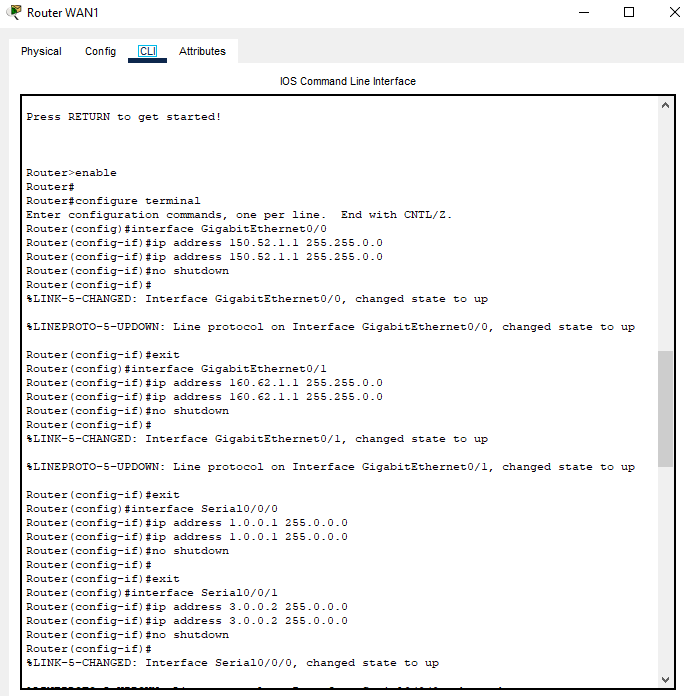 Router WAN1
Physical Config CLI Attributes
IOS Command Line Interface
Press RETURN to get started!
Router>enable
Router#
Router#configure terminal
Enter configuration commands, one per line.  End with CNTL/Z.
Router(config)#interface GigabitEthernet0/0
Router(config-if)#ip address 150.52.1.1 255.255.0.0
Router(config-if)#ip address 150.52.1.1 255.255.0.0
Router(config-if)#no shutdown
Router(config-if)#
%LINK-5-CHANGED: Interface GigabitEthernet0/0, changed state to up
%LINEPROTO-5-UPDOWN: Line protocol on Interface GigabitEthernet0/0, changed state to up
Router(config-if)#exit
Router(config)#interface GigabitEthernet0/1
Router(config-if)#ip address 160.62.1.1 255.255.0.0
Router(config-if)#ip address 160.62.1.1 255.255.0.0
Router(config-if)#no shutdown
Router(config-if)#
%LINK-5-CHANGED: Interface GigabitEthernet0/1, changed state to up
%LINEPROTO-5-UPDOWN: Line protocol on Interface GigabitEthernet0/1, changed state to up
Router(config-if)#exit
Router(config)#interface Serial0/0/0
Router(config-if)#ip address 1.0.0.1 255.0.0.0
Router(config-if)#ip address 1.0.0.1 255.0.0.0
Router(config-if)#no shutdown
Router(config-if)#
Router(config-if)#exit
Router(config)#interface Serial0/0/1
Router(config-if)#ip address 3.0.0.2 255.0.0.0
Router(config-if)#ip address 3.0.0.2 255.0.0.0
Router(config-if)#no shutdown
Router(config-if)#
%LINK-5-CHANGED: Interface Serial0/0/0, changed state to up